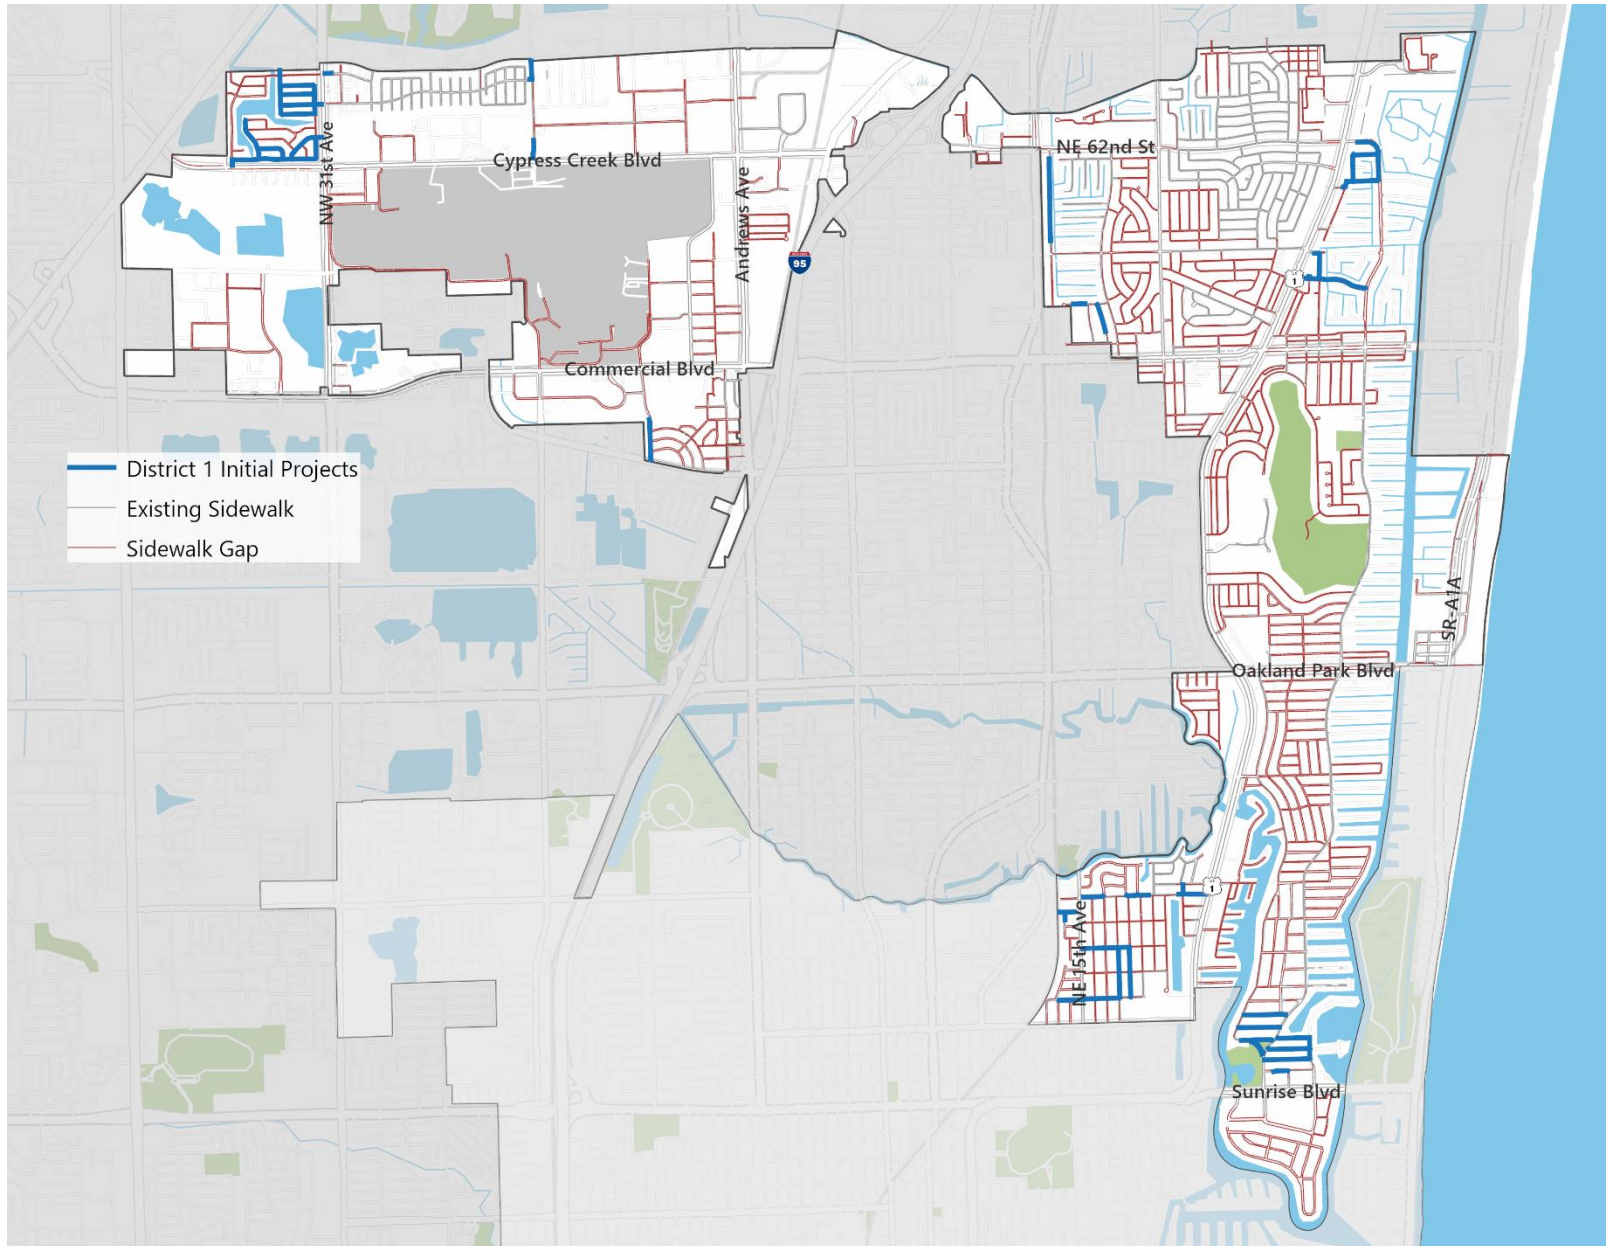 NE 62nd St
Cypress Creek Blvd
NW 31st Ave
Andrews Ave
95
1
Commercial Blvd
District 1 Initial Projects
Existing Sidewalk
Sidewalk Gap
SR-A1A
Oakland Park Blvd
1
NE 15th Ave
Sunrise Blvd